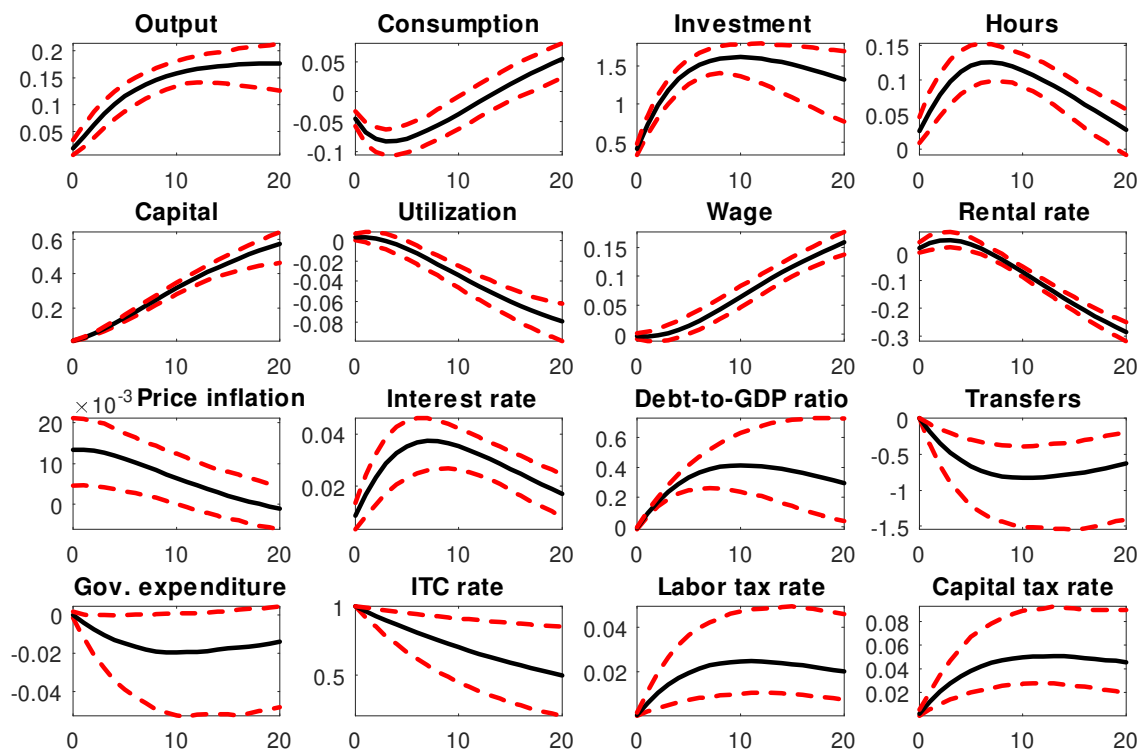 Output Consumption Investment Hours
0.2 0.15 0.1 0.05 0 10 20
0.05 0 -0.05 -0.1 0 10 20
1.5 1 0.5 0 10 20
0.15 0.1 0.05 0 0 10 20
Capital Utilization Wage Rental rate
0.6 0.4 0.2 0 10 20
0 -0.02 -0.04 -0.06 -0.08 0 10 20
0.15 0.1 0.05 0 0 10 20
0 -0.1 -0.2 -0.3 0 10 20
×10-3 Price inflation Interest rate Debt-to-GDP ratio Transfers
20 10 0 0 10 20
0.04 0.02 0 10 20
0.6 0.4 0.2 0 0 10 20
0 -0.5 -1 -1.5 0 10 20
Gov. expenditure ITC rate Labor tax rate Capital tax rate
0 -0.02 -0.04 0 10 20
1 0.5 0 10 20
0.04 0.02 0 10 20
0.08 0.06 0.04 0.02 0 10 20